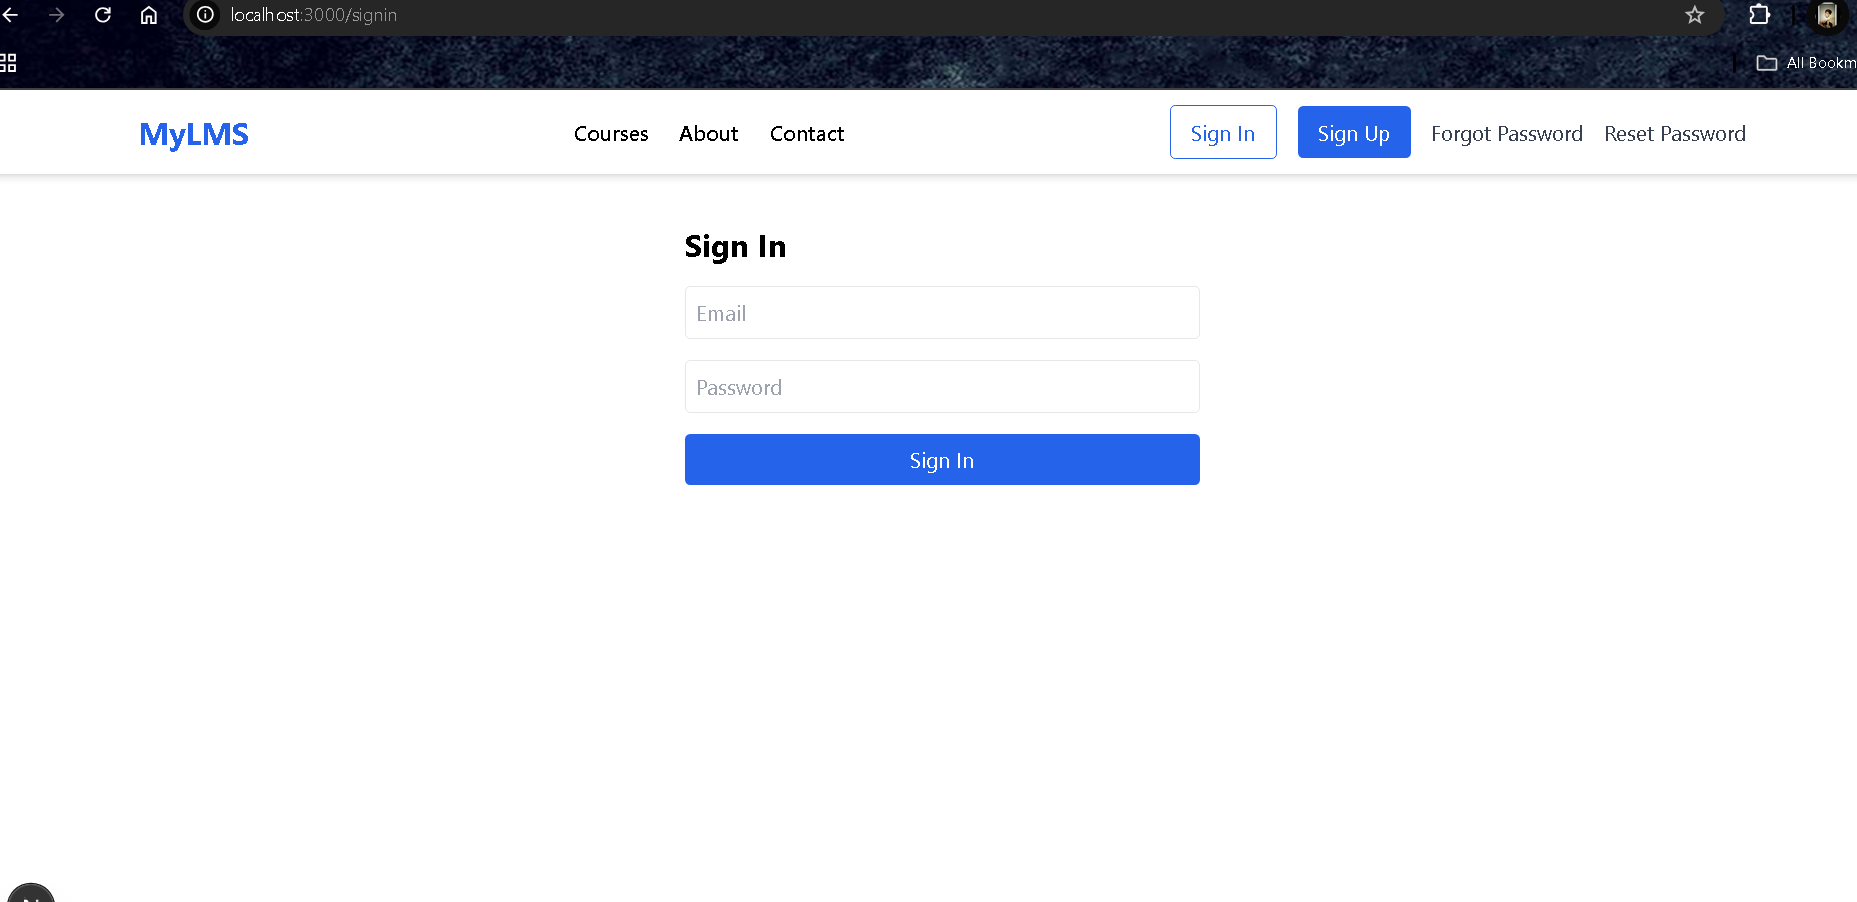 localhost:3000/signin
All Bookm
MyLMS
Courses About Contact
Sign In Sign Up Forgot Password Reset Password
Sign In
Email
Password
Sign In